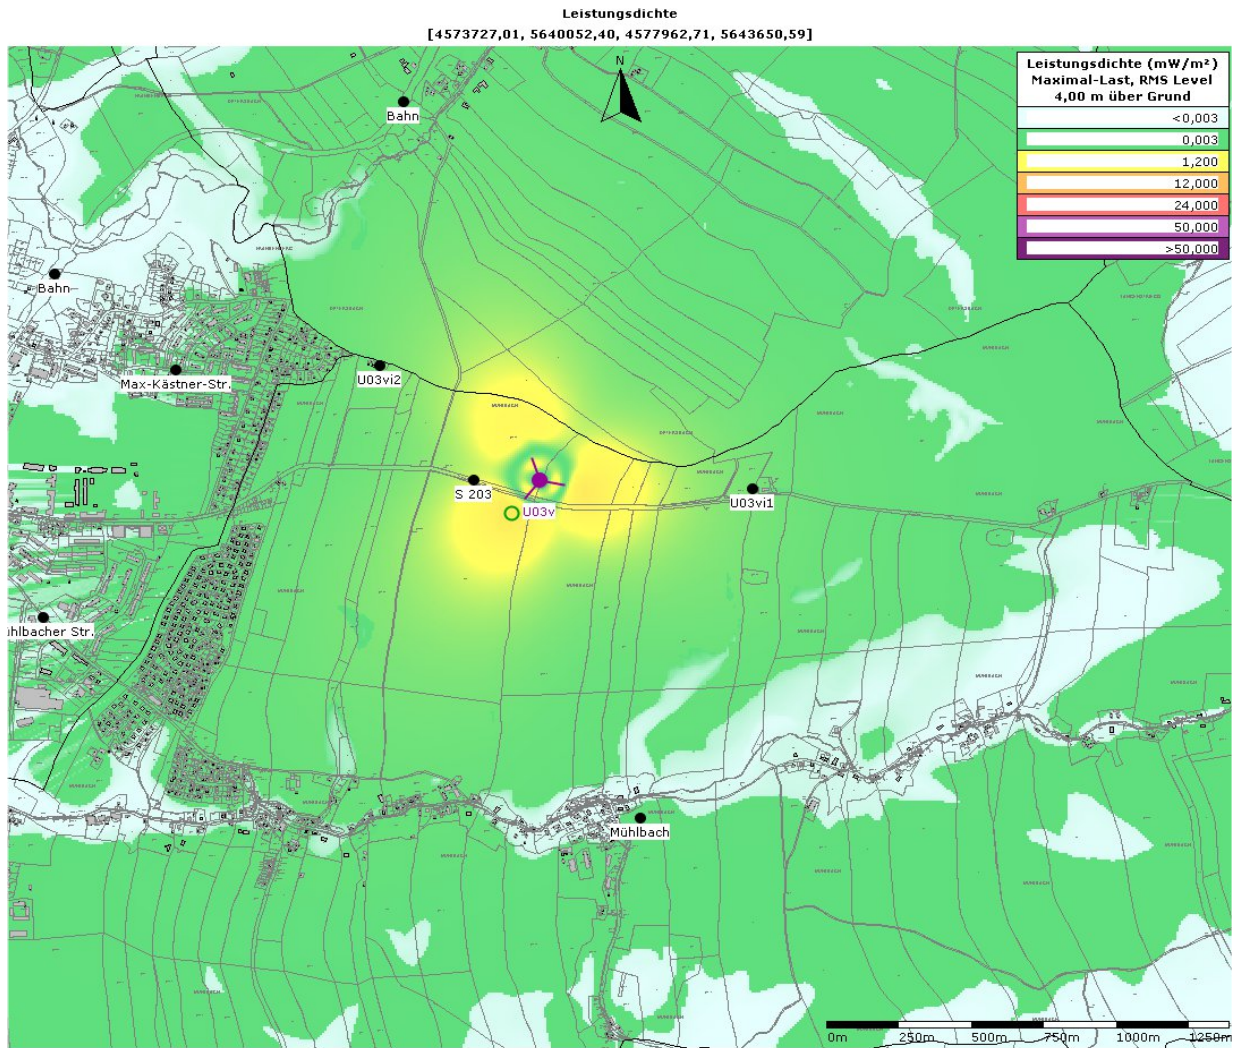 Leistungsdichte
[4573727,01, 5640052,40, 4577962,71, 5643650,59]
N
Leistungsdichte (mW/m²)
Maximal-Last, RMS Level
4,00 m über Grund
<0,003
0,003
1,200
12,000
24,000
50,000
>50,000
Bahn
Bahn
Max-Kästner-Str.
U03vi2
S 203
U03v
U03vi1
ühlbacher Str.
Mühlbach
0m
250m
500m
750m
1000m
1250m